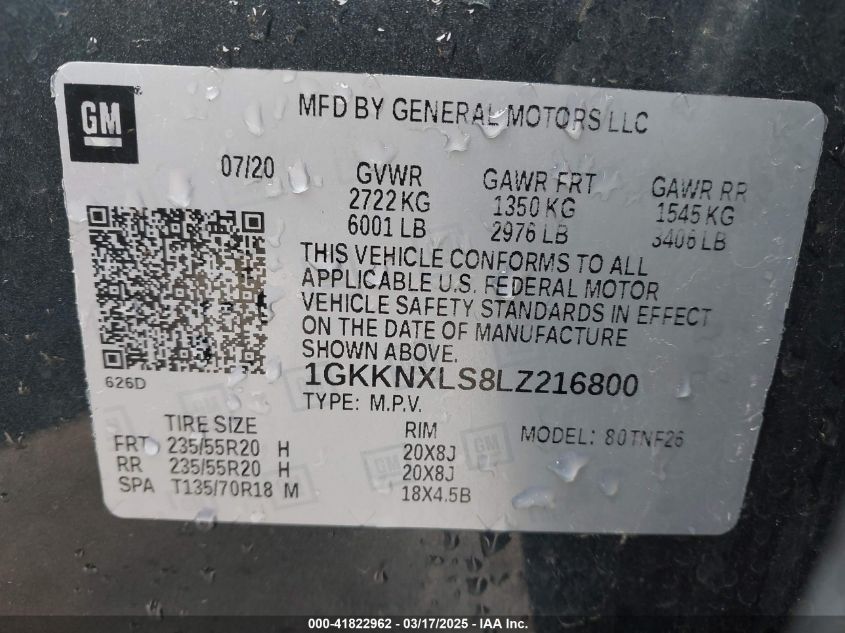 GM
MFD BY GENERAL MOTORS LLC
07/20
GVWR GAWR FRT GAWR RR
2722 KG 1350 KG 1545 KG
6001 LB 2976 LB 3406 LB
THIS VEHICLE CONFORMS TO ALL
APPLICABLE U.S. FEDERAL MOTOR
VEHICLE SAFETY STANDARDS IN EFFECT
ON THE DATE OF MANUFACTURE
SHOWN ABOVE.
626D
1GKKNXLS8LZ216800
TYPE: M.P.V.
TIRE SIZE RIM MODEL: 80TNF26
FRT 235/55R20 H 20X8J
RR 235/55R20 H 20X8J
SPA T135/70R18 M 18X4.5B
GM
GM
000-41822962 - 03/17/2025 - IAA Inc.